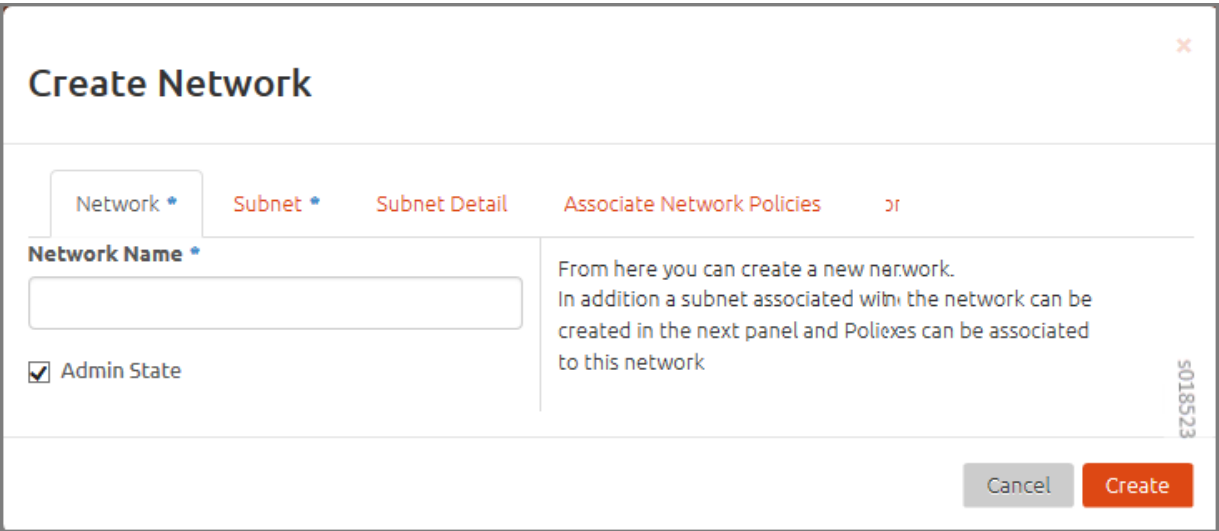 ×
Create Network
Network *
Subnet *
Subnet Detail
Associate Network Policies
or
Network Name *
From here you can create a new network.
In addition a subnet associated with the network can be
created in the next panel and Policies can be associated
to this network
Admin State
s018523
Cancel
Create